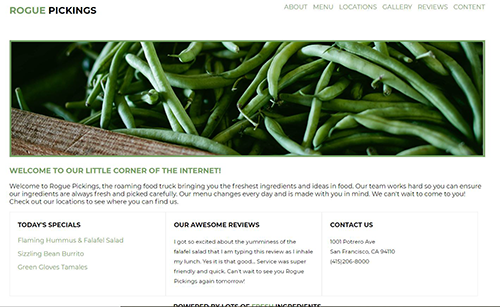 ROGUE PICKINGS
ABOUT MENU LOCATIONS GALLERY REVIEWS CONTENT
WELCOME TO OUR LITTLE CORNER OF THE INTERNET!
Welcome to Rogue Pickings, the roaming food truck bringing you the freshest ingredients and ideas in food. Our team works hard so you can ensure
our ingredients are always fresh and picked carefully. Our menu changes every day and is made with you in mind. We can't wait to come to you!
Check out our locations to see where you can find us.
TODAY'S SPECIALS
Flaming Hummus & Falafel Salad
Sizzling Bean Burrito
Green Gloves Tamales
OUR AWESOME REVIEWS
I got so excited about the yumminess of the
falafel salad that I am typing this review as I inhale
my lunch. Yes it is that good... Service was super
friendly and quick. Can't wait to see you Rogue
Pickings again tomorrow!
CONTACT US
1001 Potrero Ave
San Francisco, CA 94110
(415)206-8000
POWERED BY LOTS OF FRESH INGREDIENTS